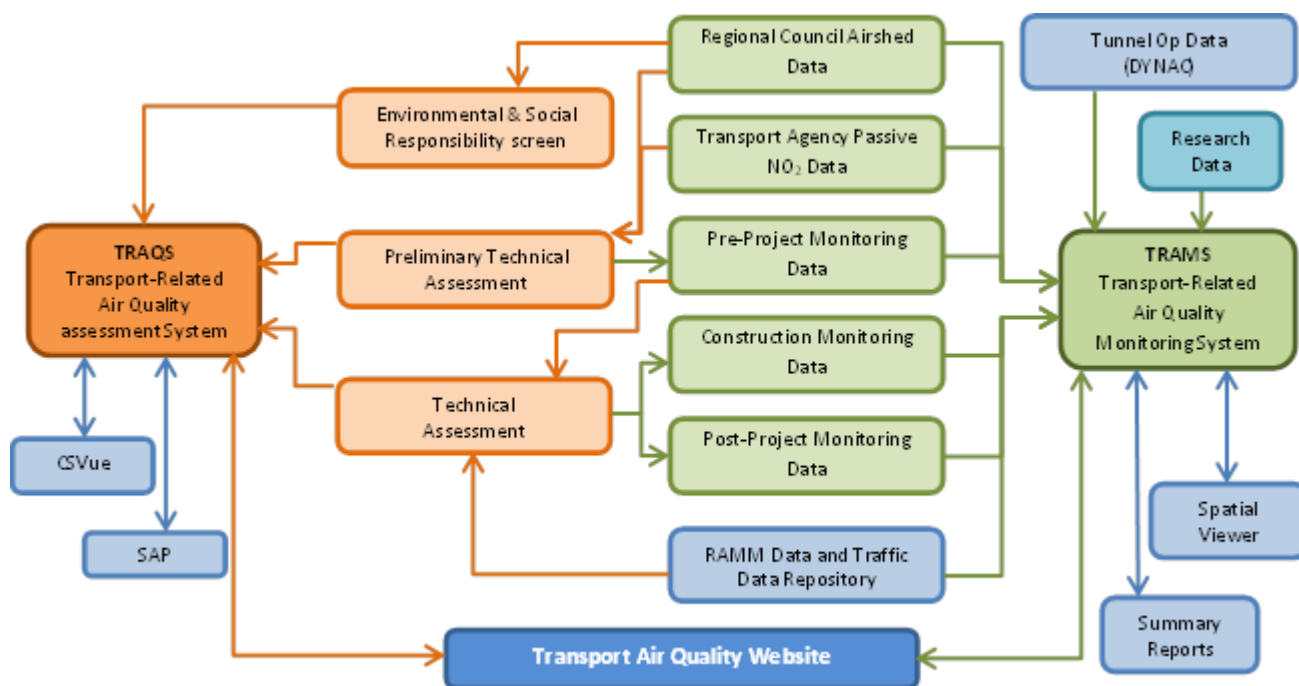 Regional Council Airshed
Data
Tunnel Op Data
(DYNAC)
Environmental & Social
Responsibility screen
Transport Agency Passive
NO₂ Data
Research
Data
TRAQS
Transport-Related
Air Quality
assessment System
Preliminary Technical
Assessment
Pre-Project Monitoring
Data
TRAMS
Transport-Related
Air Quality
Monitoring System
Construction Monitoring
Data
Technical
Assessment
Post-Project Monitoring
Data
CSVue
SAP
RAMM Data and Traffic
Data Repository
Spatial
Viewer
Summary
Reports
Transport Air Quality Website